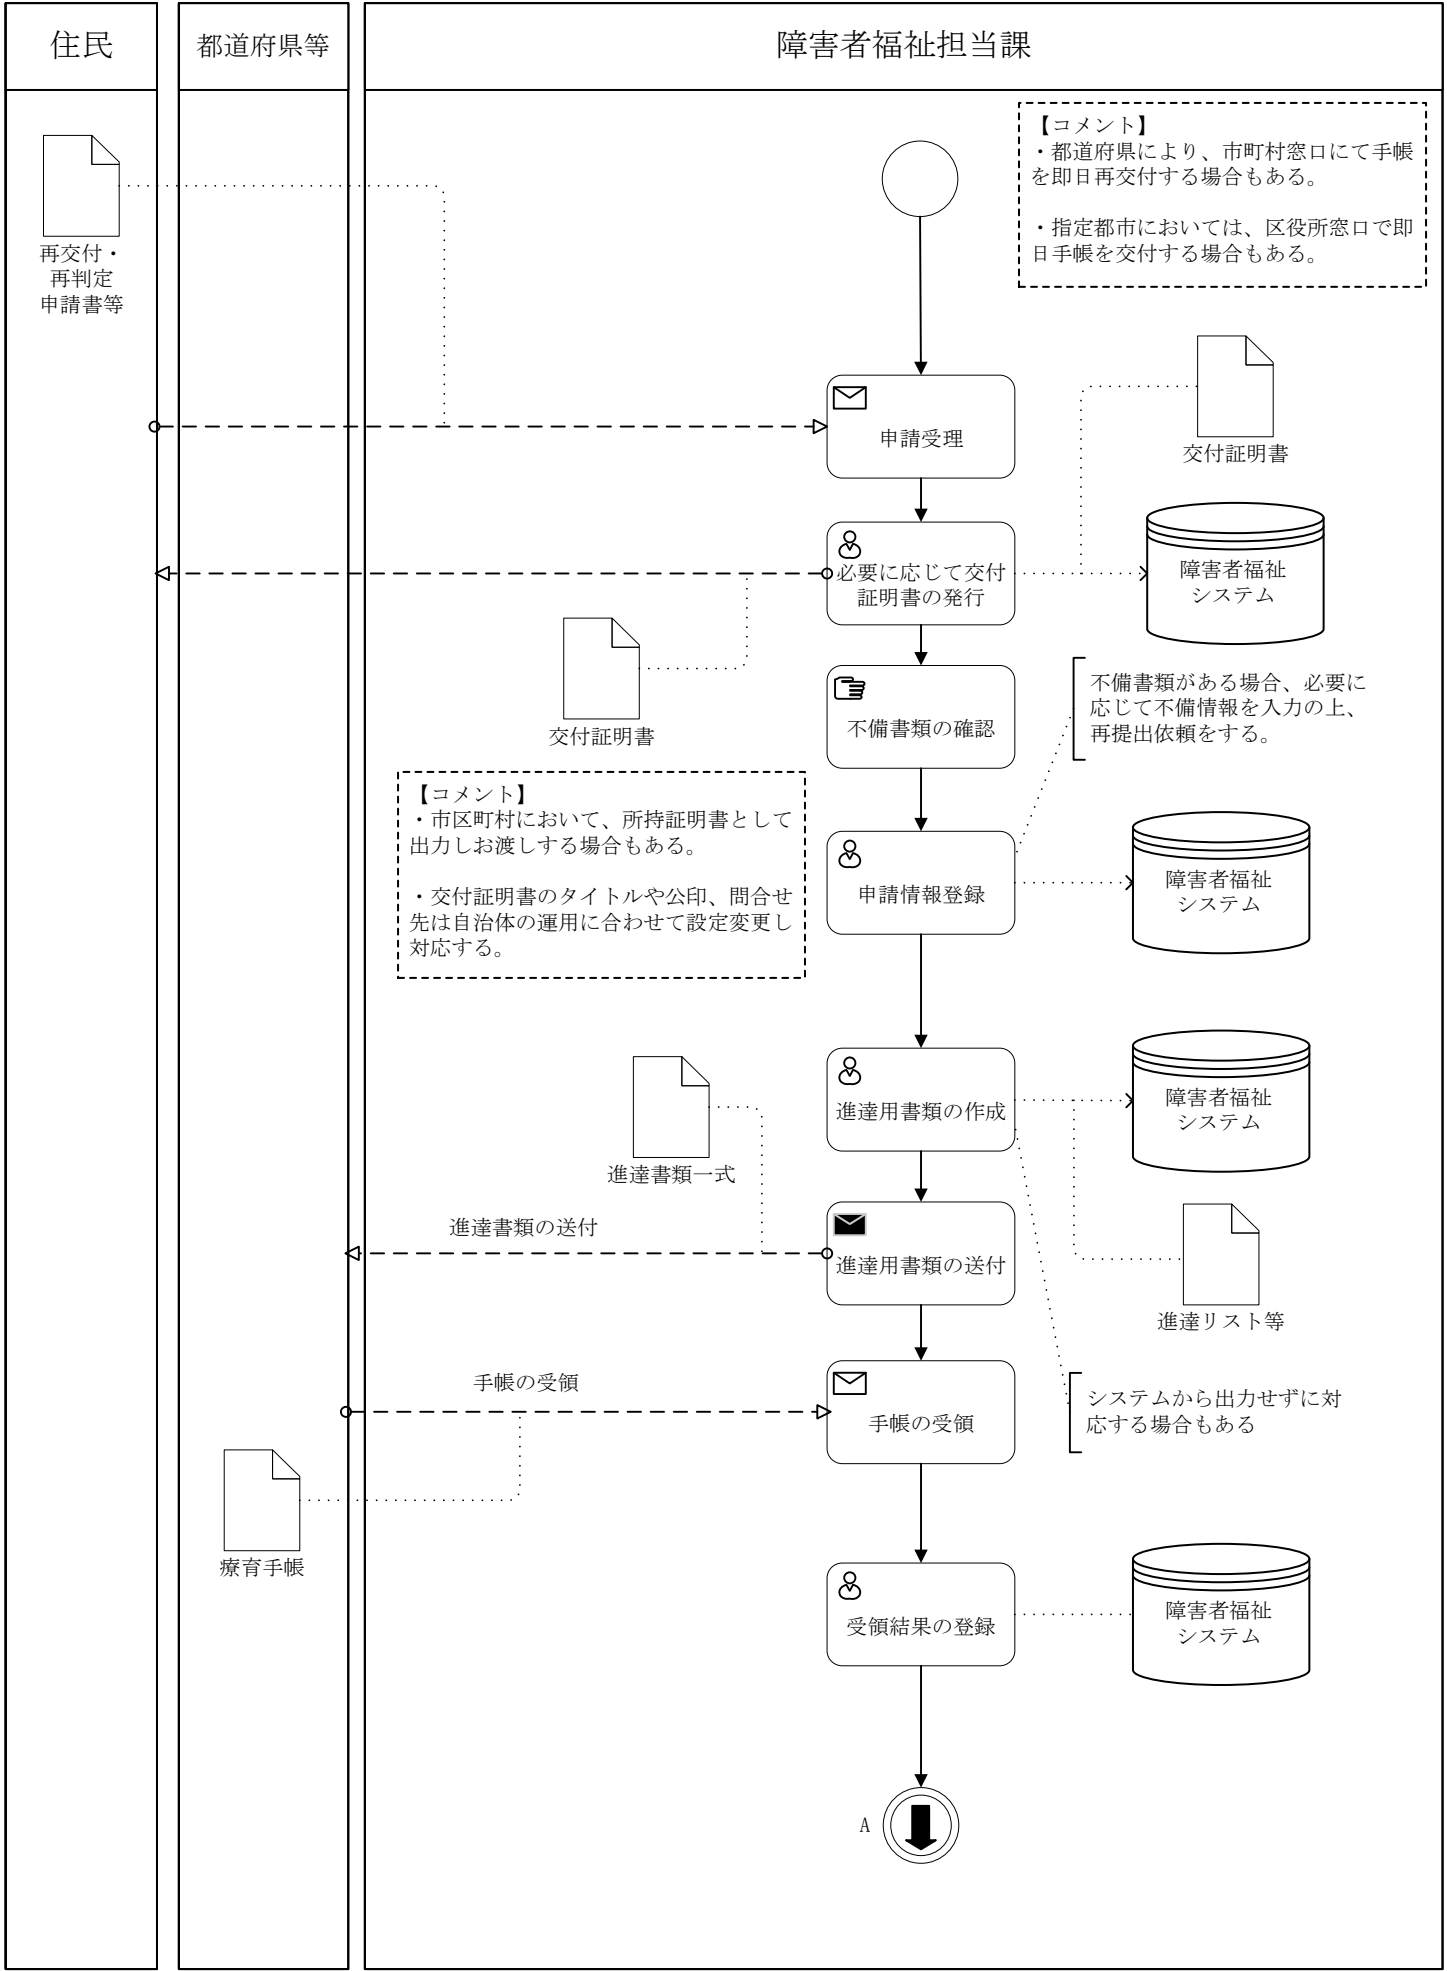 住民
都道府県等
障害者福祉担当課
【コメント】
・都道府県により、市町村窓口にて手帳
を即日再交付する場合もある。
・指定都市においては、区役所窓口で即
日手帳を交付する場合もある。
再交付・
再判定
申請書等
申請受理
交付証明書
必要に応じて交付
証明書の発行
障害者福祉
システム
交付証明書
不備書類の確認
不備書類がある場合、必要に
応じて不備情報を入力の上、
再提出依頼をする。
【コメント】
・市区町村において、所持証明書として
出力しお渡しする場合もある。
・交付証明書のタイトルや公印、問合せ
先は自治体の運用に合わせて設定変更し
対応する。
申請情報登録
障害者福祉
システム
進達用書類の作成
障害者福祉
システム
進達書類一式
進達書類の送付
進達用書類の送付
進達リスト等
手帳の受領
手帳の受領
システムから出力せずに対
応する場合もある
療育手帳
受領結果の登録
障害者福祉
システム
A